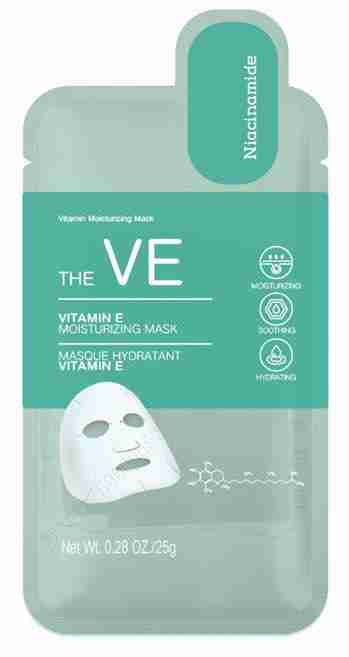 Niacinamide
Vitamin Moisturizing Mask
THE VE
VITAMIN E
MOISTURIZING MASK
MASQUE HYDRATANT
VITAMIN E
MOISTURIZING
SOOTHING
HYDRATING
Net Wt. 0.28 OZ./25g